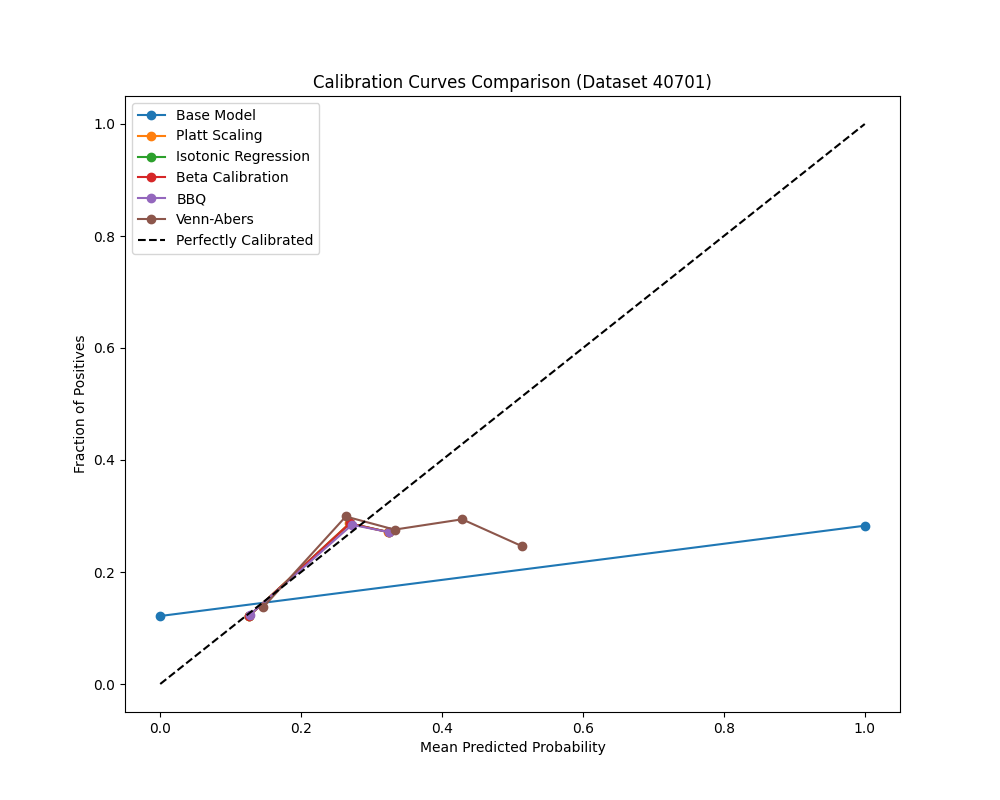 Calibration Curves Comparison (Dataset 40701)
Base Model
Platt Scaling
Isotonic Regression
Beta Calibration
BBQ
Venn-Abers
Perfectly Calibrated
1.0
0.8
0.6
0.4
0.2
0.0
Fraction of Positives
0.0 0.2 0.4 0.6 0.8 1.0
Mean Predicted Probability